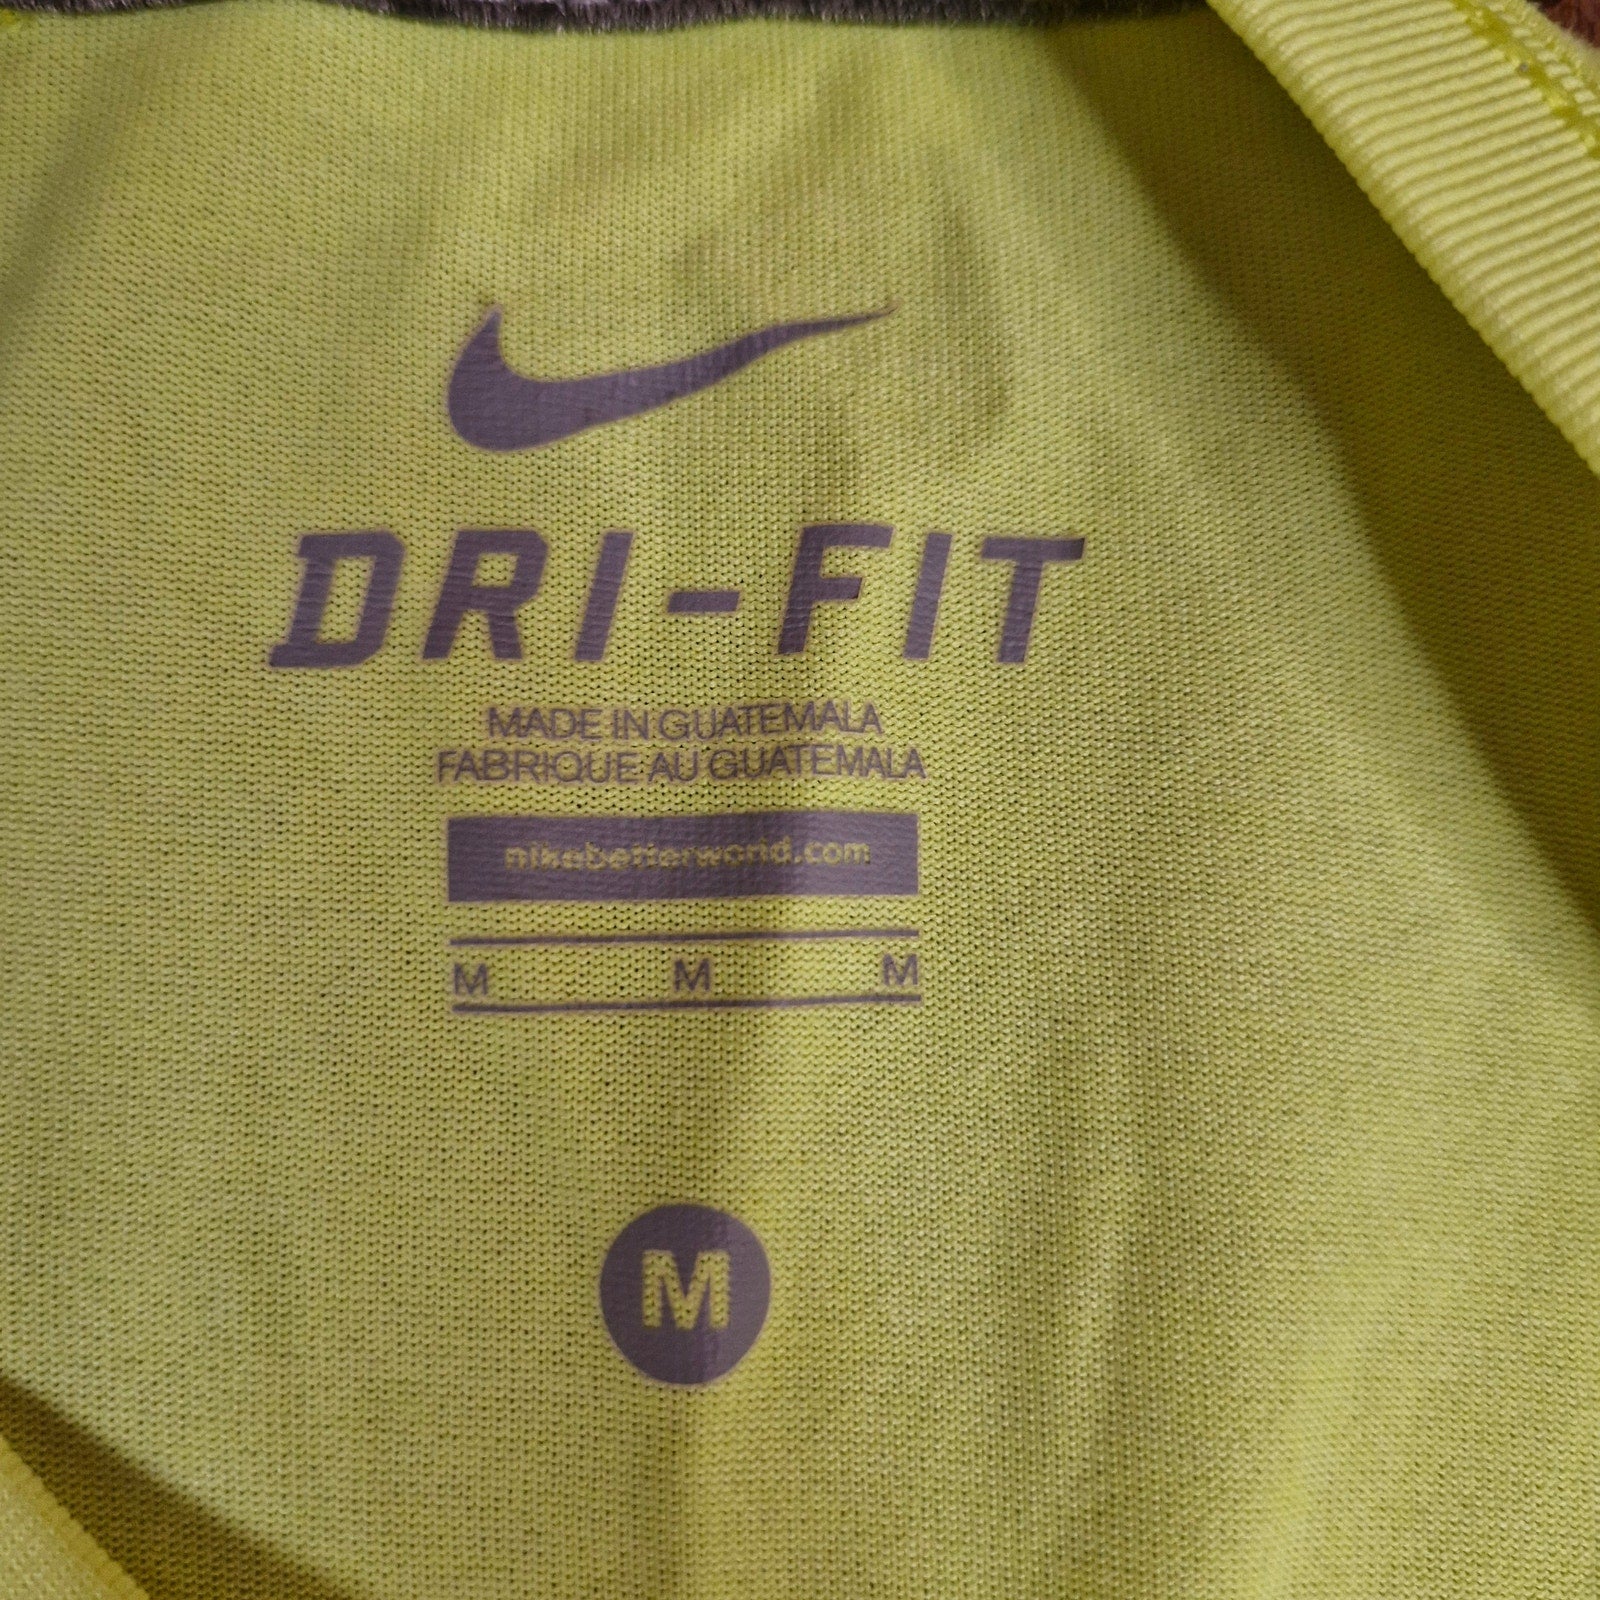 DRI-FIT
MADE IN GUATEMALA
FABRIQUE AU GUATEMALA
nikebetterworld.com
M M M
M